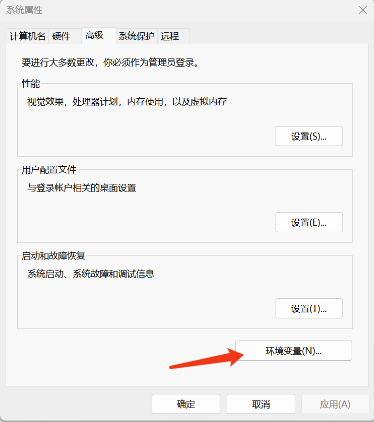 系统属性
计算机名 硬件 高级 系统保护 远程
要进行大多数更改，你必须作为管理员登录。
性能
视觉效果，处理器计划，内存使用，以及虚拟内存
设置(S)...
用户配置文件
与登录帐户相关的桌面设置
设置(E)...
启动和故障恢复
系统启动、系统故障和调试信息
设置(T)...
环境变量(N)...
确定 取消 应用(A)